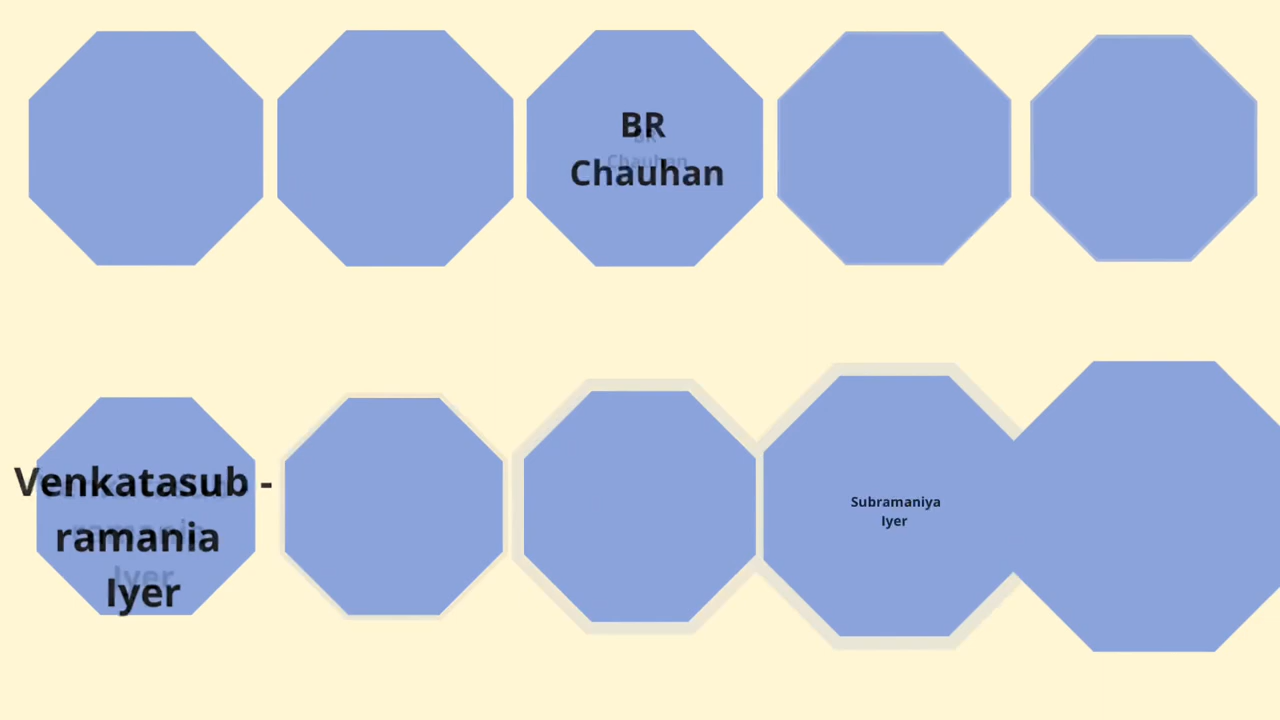 BR
Chauhan
Venkatasub -
ramania
Iyer
Subramaniya
Iyer